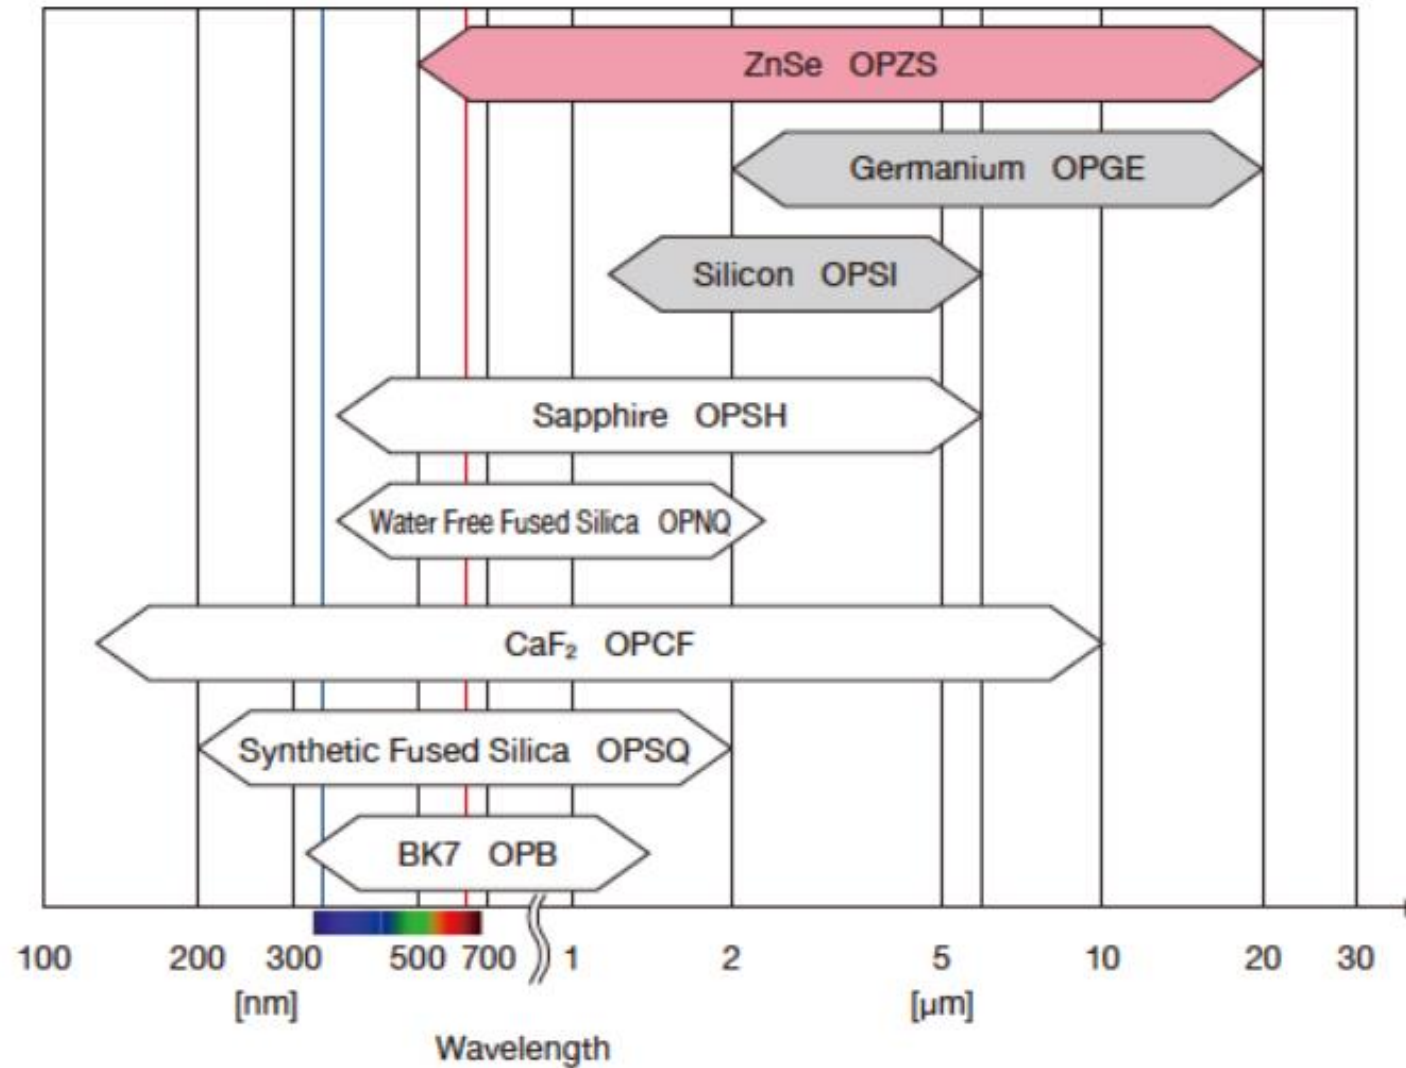 ZnSe OPZS
Germanium OPGE
Silicon OPSI
Sapphire OPSH
Water Free Fused Silica OPNQ
CaF₂ OPCF
Synthetic Fused Silica OPSQ
BK7 OPB
100 200 300 500 700 1 2 5 10 20 30
[nm] [μm]
Wavelength